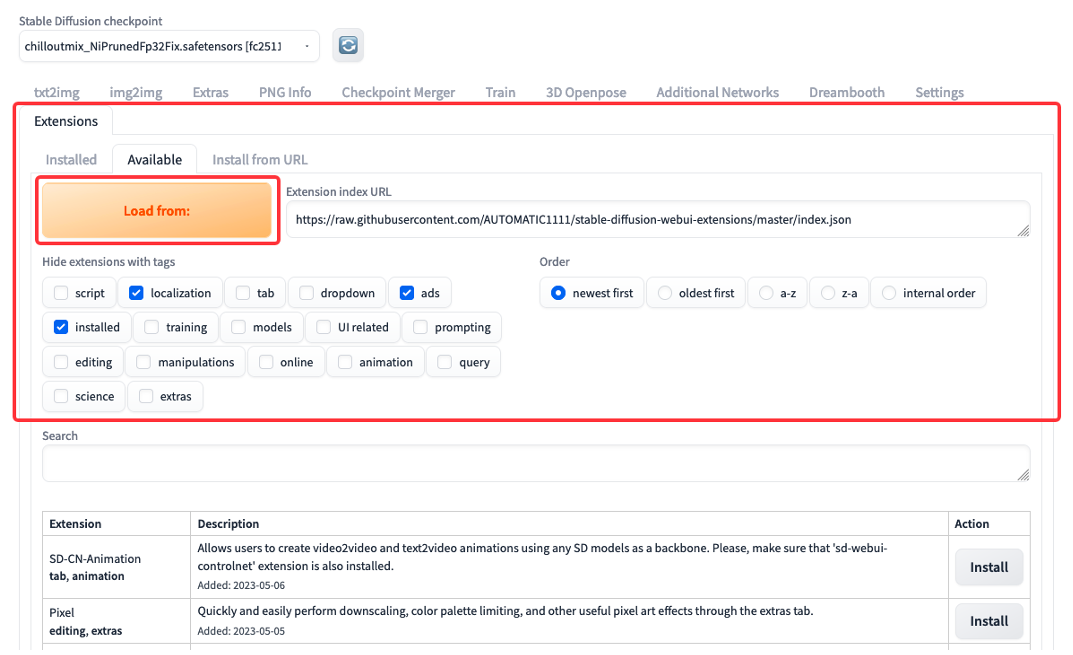 Stable Diffusion checkpoint
chilloutmix_NiPrunedFp32Fix.safetensors [fc2511
txt2img img2img Extras PNG Info Checkpoint Merger Train 3D Openpose Additional Networks Dreambooth Settings
Extensions
Installed Available Install from URL
Load from:
Extension index URL
https://raw.githubusercontent.com/AUTOMATIC1111/stable-diffusion-webui-extensions/master/index.json
Hide extensions with tags
Order
script localization tab dropdown ads
newest first oldest first a-z z-a internal order
installed training models UI related prompting
editing manipulations online animation query
science extras
Search
Extension Description Action
SD-CN-Animation
tab, animation
Allows users to create video2video and text2video animations using any SD models as a backbone. Please, make sure that 'sd-webui-
controlnet' extension is also installed.
Added: 2023-05-06
Install
Pixel
editing, extras
Quickly and easily perform downscaling, color palette limiting, and other useful pixel art effects through the extras tab.
Added: 2023-05-05
Install